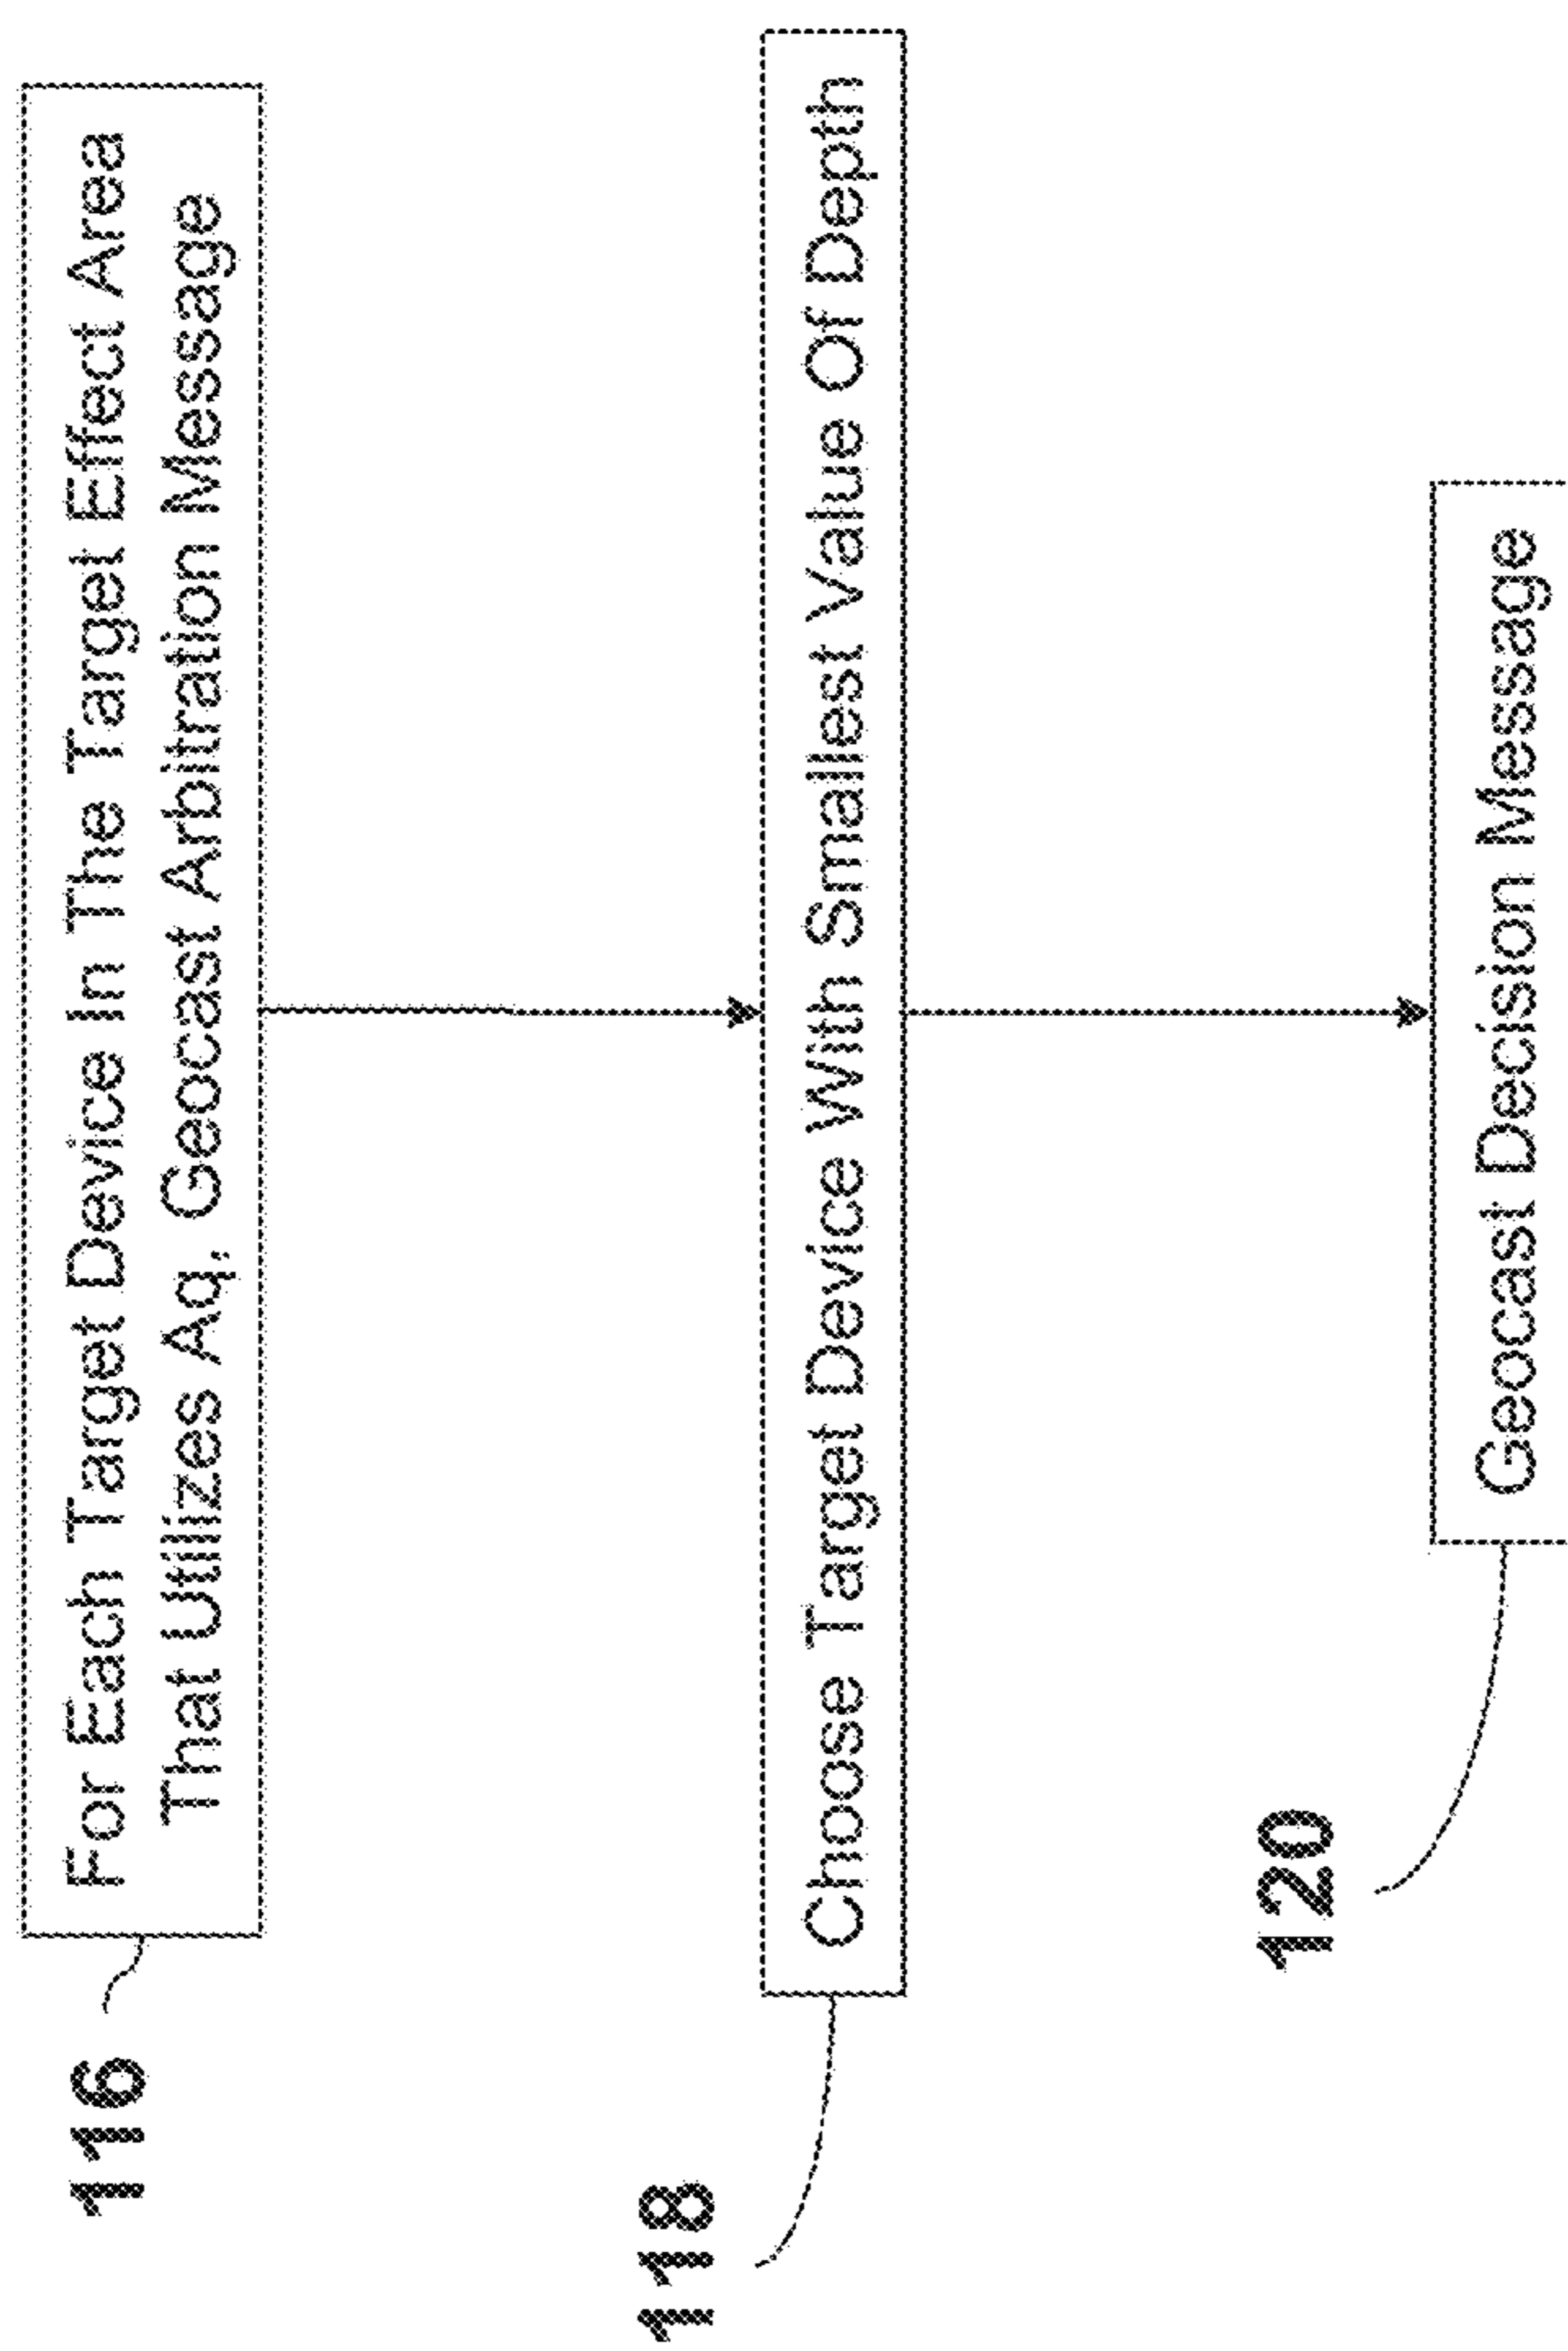 116
For Each Target Device In The Target Effect Area
That Utilizes Aq, Geocast Arbitration Message
118
Choose Target Device With Smallest Value Of Depth
120
Geocast Decision Message